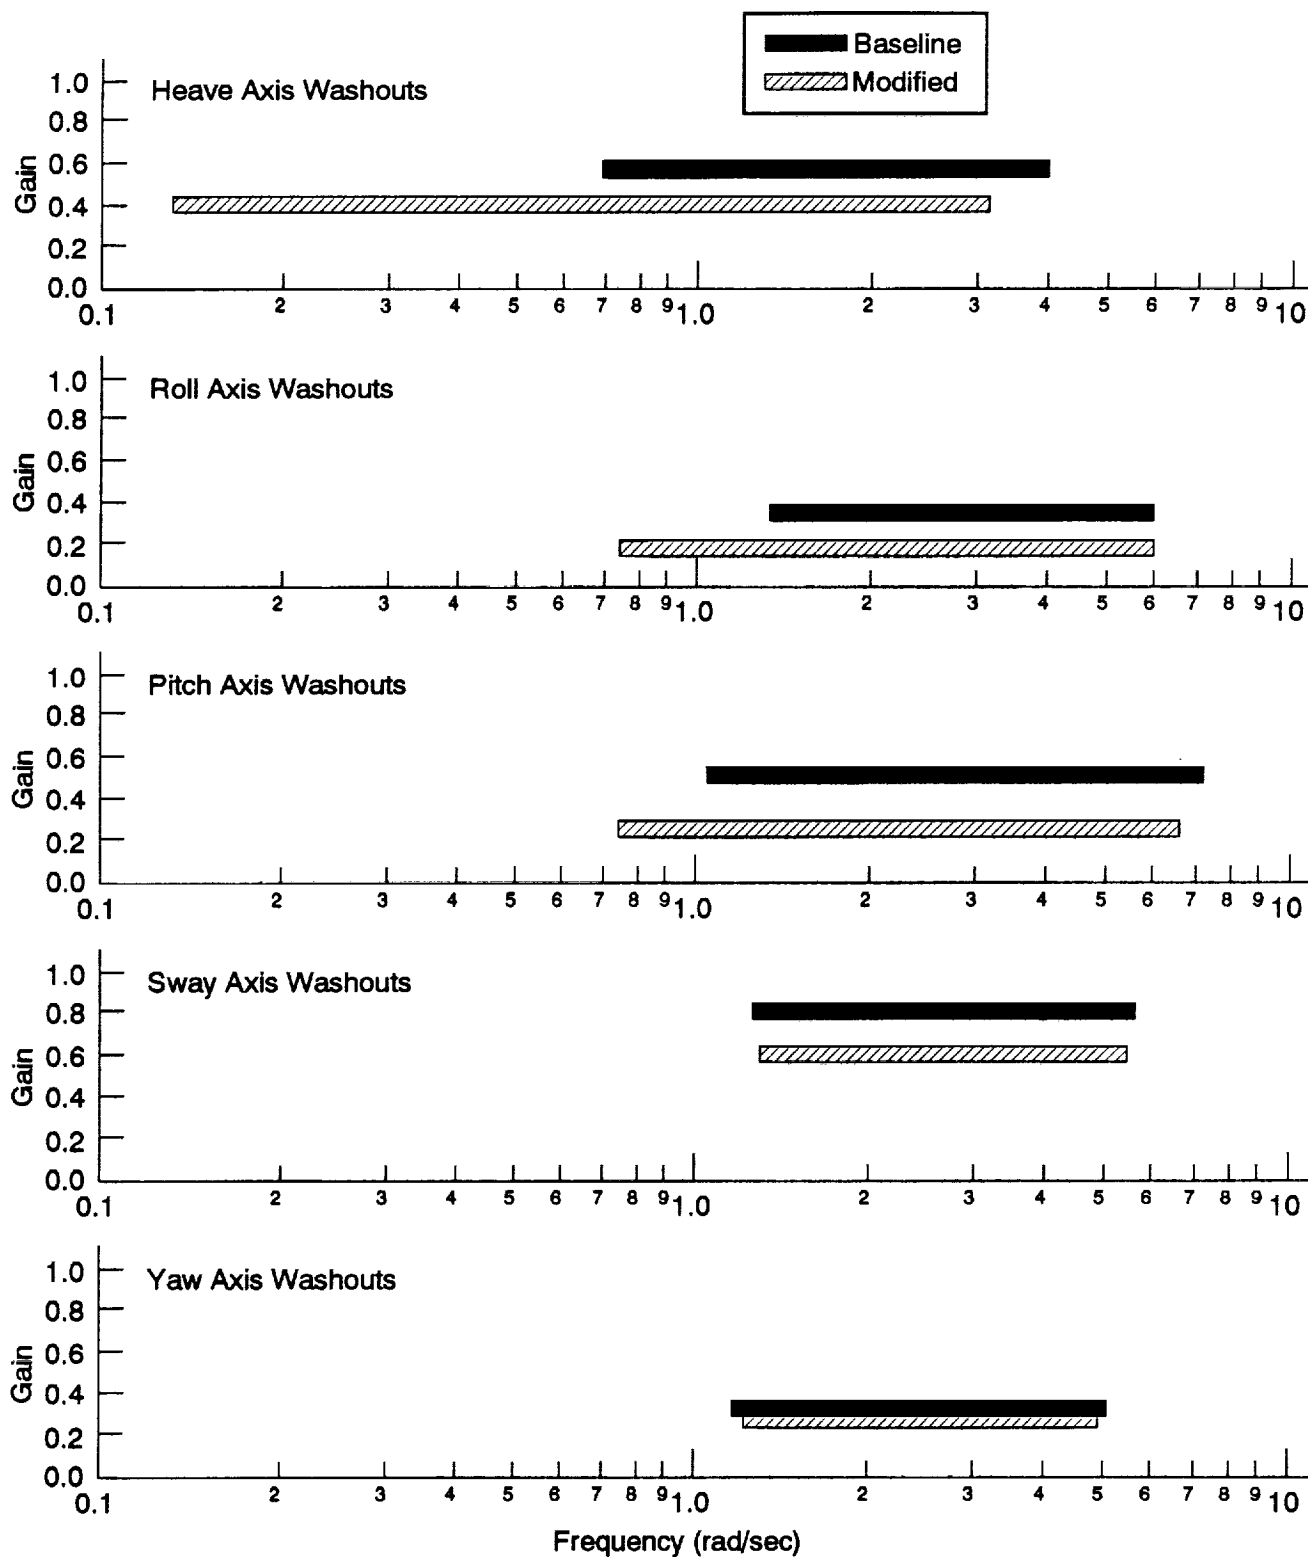 Baseline
Modified
Heave Axis Washouts
Gain
1.0
0.8
0.6
0.4
0.2
0.0
0.1 2 3 4 5 6 7 8 9 1.0 2 3 4 5 6 7 8 9 10
Roll Axis Washouts
Gain
1.0
0.8
0.6
0.4
0.2
0.0
0.1 2 3 4 5 6 7 8 9 1.0 2 3 4 5 6 7 8 9 10
Pitch Axis Washouts
Gain
1.0
0.8
0.6
0.4
0.2
0.0
0.1 2 3 4 5 6 7 8 9 1.0 2 3 4 5 6 7 8 9 10
Sway Axis Washouts
Gain
1.0
0.8
0.6
0.4
0.2
0.0
0.1 2 3 4 5 6 7 8 9 1.0 2 3 4 5 6 7 8 9 10
Yaw Axis Washouts
Gain
1.0
0.8
0.6
0.4
0.2
0.0
0.1 2 3 4 5 6 7 8 9 1.0 2 3 4 5 6 7 8 9 10
Frequency (rad/sec)